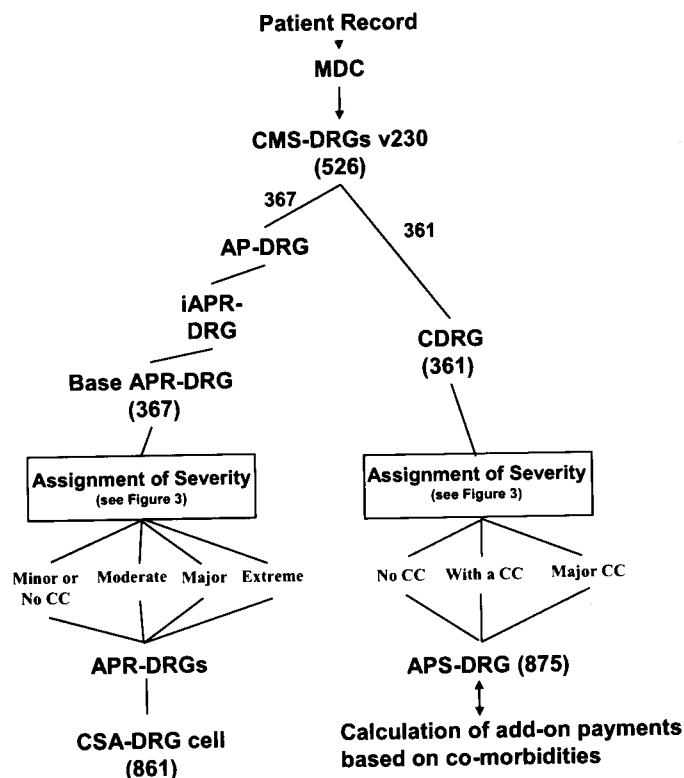 Patient Record
MDC
CMS-DRGs v230
(526)
367
361
AP-DRG
iAPR-
DRG
Base APR-DRG
(367)
CDRG
(361)
Assignment of Severity
(see Figure 3)
Minor or
No CC
Moderate
Major
Extreme
APR-DRGs
CSA-DRG cell
(861)
Assignment of Severity
(see Figure 3)
No CC
With a CC
Major CC
APS-DRG (875)
Calculation of add-on payments
based on co-morbidities